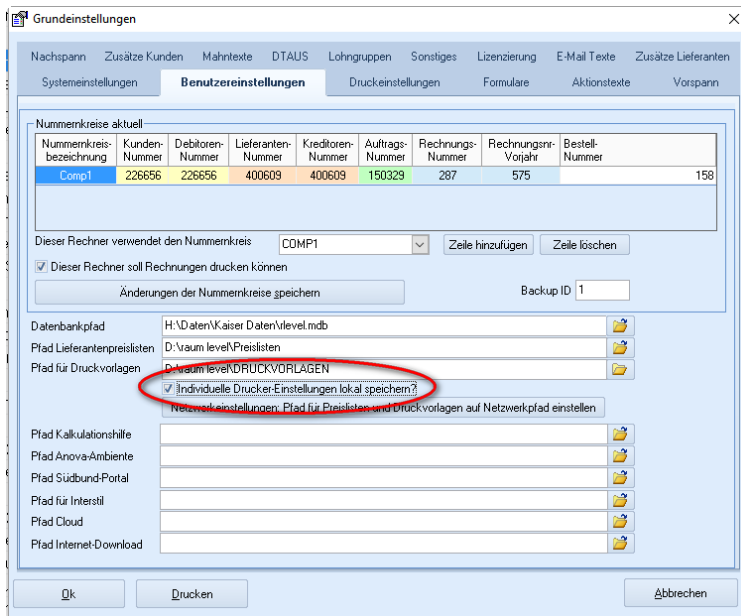 Grundeinstellungen
Nachspann Zusätze Kunden Mahntexte DTAUS Lohngruppen Sonstiges Lizenzierung E-Mail Texte Zusätze Lieferanten
Systemeinstellungen Benutzereinstellungen Druckeinstellungen Formulare Aktionstexte Vorspann
Nummernkreise aktuell
Nummernkreis- Kunden- Debitoren- Lieferanten- Kreditoren- Auftrags- Rechnungs- Rechnungsnr- Bestell-
bezeichnung Nummer Nummer Nummer Nummer Nummer Nummer Vorjahr Nummer
Comp1 226656 226656 400609 400609 150329 287 575 158
Dieser Rechner verwendet den Nummernkreis COMP1 Zeile hinzufügen Zeile löschen
Dieser Rechner soll Rechnungen drucken können
Änderungen der Nummernkreise speichern Backup ID 1
Datenbankpfad H:\Daten\Kaiser Daten\rlevel.mdb
Pfad Lieferantenpreislisten D:\raum level\Preislisten
Pfad für Druckvorlagen D:\raum level\DRUCKVORLAGEN
Individuelle Drucker-Einstellungen lokal speichern?
Netzwerkeinstellungen: Pfad für Preislisten und Druckvorlagen auf Netzwerkpfad einstellen
Pfad Kalkulationshilfe
Pfad Anova-Ambiente
Pfad Südbund-Portal
Pfad für Interstil
Pfad Cloud
Pfad Internet-Download
Ok Drucken Abbrechen